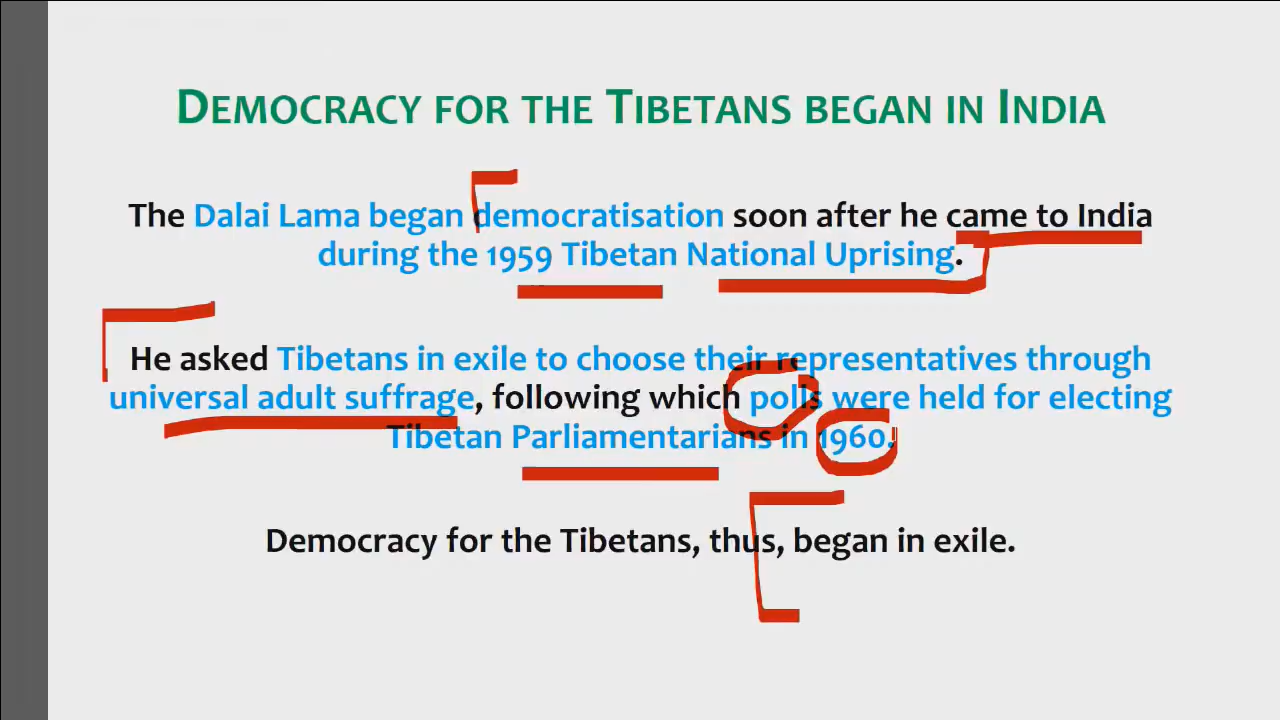 DEMOCRACY FOR THE TIBETANS BEGAN IN INDIA
The Dalai Lama began democratisation soon after he came to India
during the 1959 Tibetan National Uprising.
He asked Tibetans in exile to choose their representatives through
universal adult suffrage, following which polls were held for electing
Tibetan Parliamentarians in 1960.
Democracy for the Tibetans, thus, began in exile.